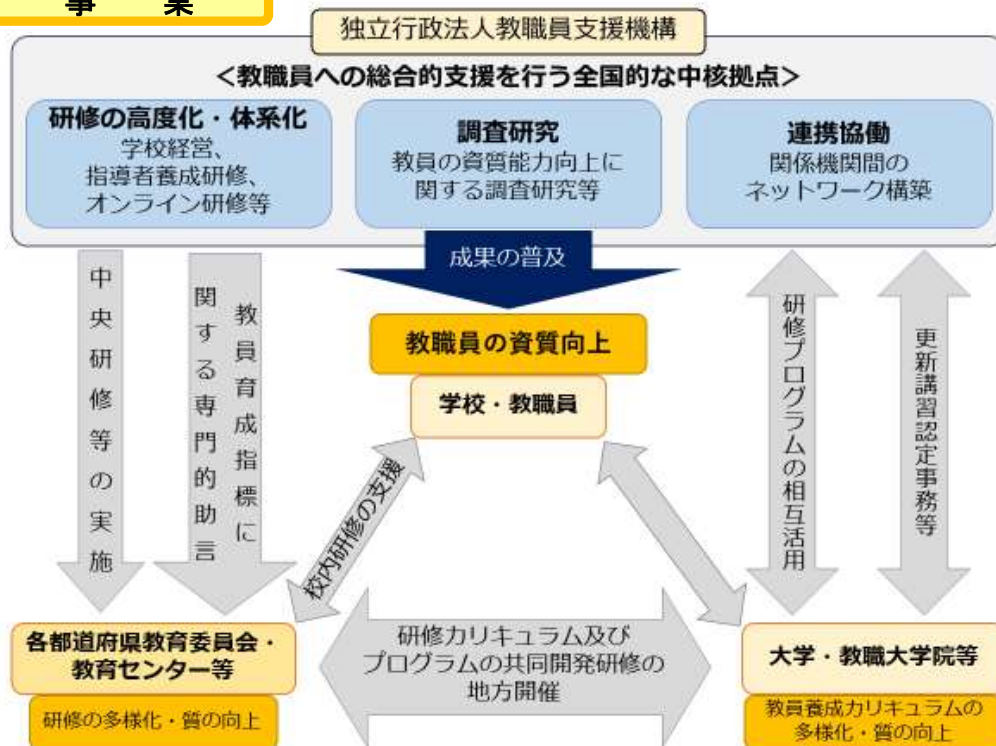 事業
独立行政法人教職員支援機構
＜教職員への総合的支援を行う全国的な中核拠点＞
研修の高度化・体系化
学校経営、
指導者養成研修、
オンライン研修等
調査研究
教員の資質能力向上に
関する調査研究等
連携協働
関係機関間の
ネットワーク構築
成果の普及
中央研修等の実施
教員育成指標に
関する専門的助言
教職員の資質向上
学校・教職員
研修プログラムの相互活用
更新講習認定事務等
校内研修の支援
各都道府県教育委員会・
教育センター等
研修の多様化・質の向上
研修カリキュラム及び
プログラムの共同開発研修の
地方開催
大学・教職大学院等
教員養成カリキュラムの
多様化・質の向上